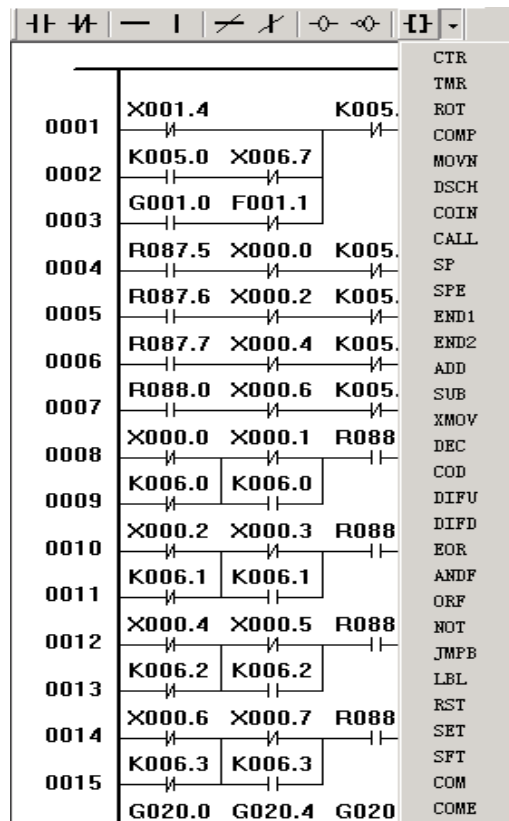 X001.4 K005.
0001
K005.0 X006.7
0002
G001.0 F001.1
0003
R087.5 X000.0 K005.
0004
R087.6 X000.2 K005.
0005
R087.7 X000.4 K005.
0006
R088.0 X000.6 K005.
0007
X000.0 X000.1 R088
0008
K006.0 K006.0
0009
X000.2 X000.3 R088
0010
K006.1 K006.1
0011
X000.4 X000.5 R088
0012
K006.2 K006.2
0013
X000.6 X000.7 R088
0014
K006.3 K006.3
0015
G020.0 G020.4 G020
CTR
TMR
ROT
COMP
MOVN
DSCH
COIN
CALL
SP
SPE
END1
END2
ADD
SUB
XMOV
DEC
COD
DIFU
DIFD
EOR
ANDF
ORF
NOT
JMPB
LBL
RST
SET
SFT
COM
COME